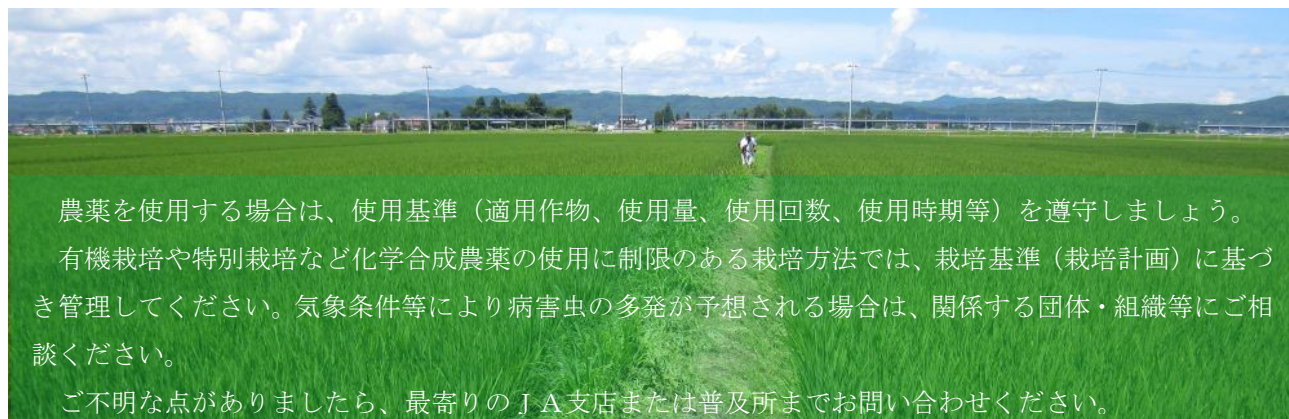 農薬を使用する場合は、使用基準（適用作物、使用量、使用回数、使用時期等）を遵守しましょう。
有機栽培や特別栽培など化学合成農薬の使用に制限のある栽培方法では、栽培基準（栽培計画）に基づ
き管理してください。気象条件等により病害虫の多発が予想される場合は、関係する団体・組織等にご相
談ください。
ご不明な点がありましたら、最寄りのＪＡ支店または普及所までお問い合わせください。